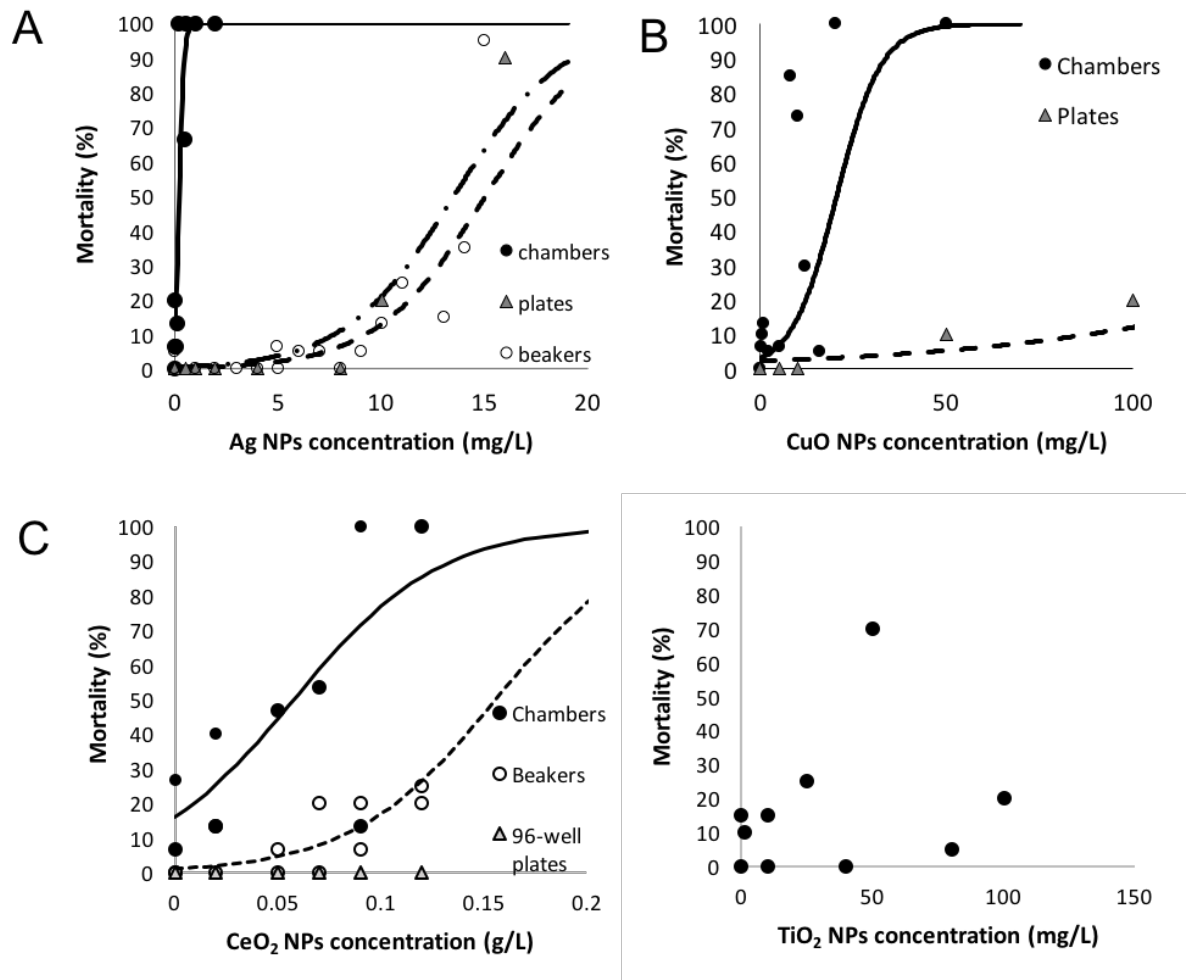 A
Mortality (%)
100
90
80
70
60
50
40
30
20
10
0
chambers
plates
beakers
0 5 10 15 20
Ag NPs concentration (mg/L)
B
Mortality (%)
100
90
80
70
60
50
40
30
20
10
0
Chambers
Plates
0 50 100
CuO NPs concentration (mg/L)
C
Mortality (%)
100
90
80
70
60
50
40
30
20
10
0
Chambers
Beakers
96-well
plates
0 0.05 0.1 0.15 0.2
CeO₂ NPs concentration (g/L)
Mortality (%)
100
90
80
70
60
50
40
30
20
10
0
0 50 100 150
TiO₂ NPs concentration (mg/L)